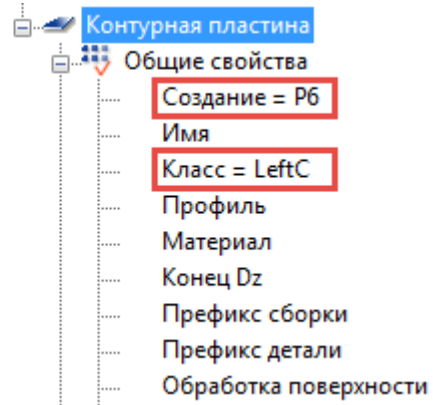 Контурная пластина
Общие свойства
Создание = P6
Имя
Класс = LeftC
Профиль
Материал
Конец Dz
Префикс сборки
Префикс детали
Обработка поверхности